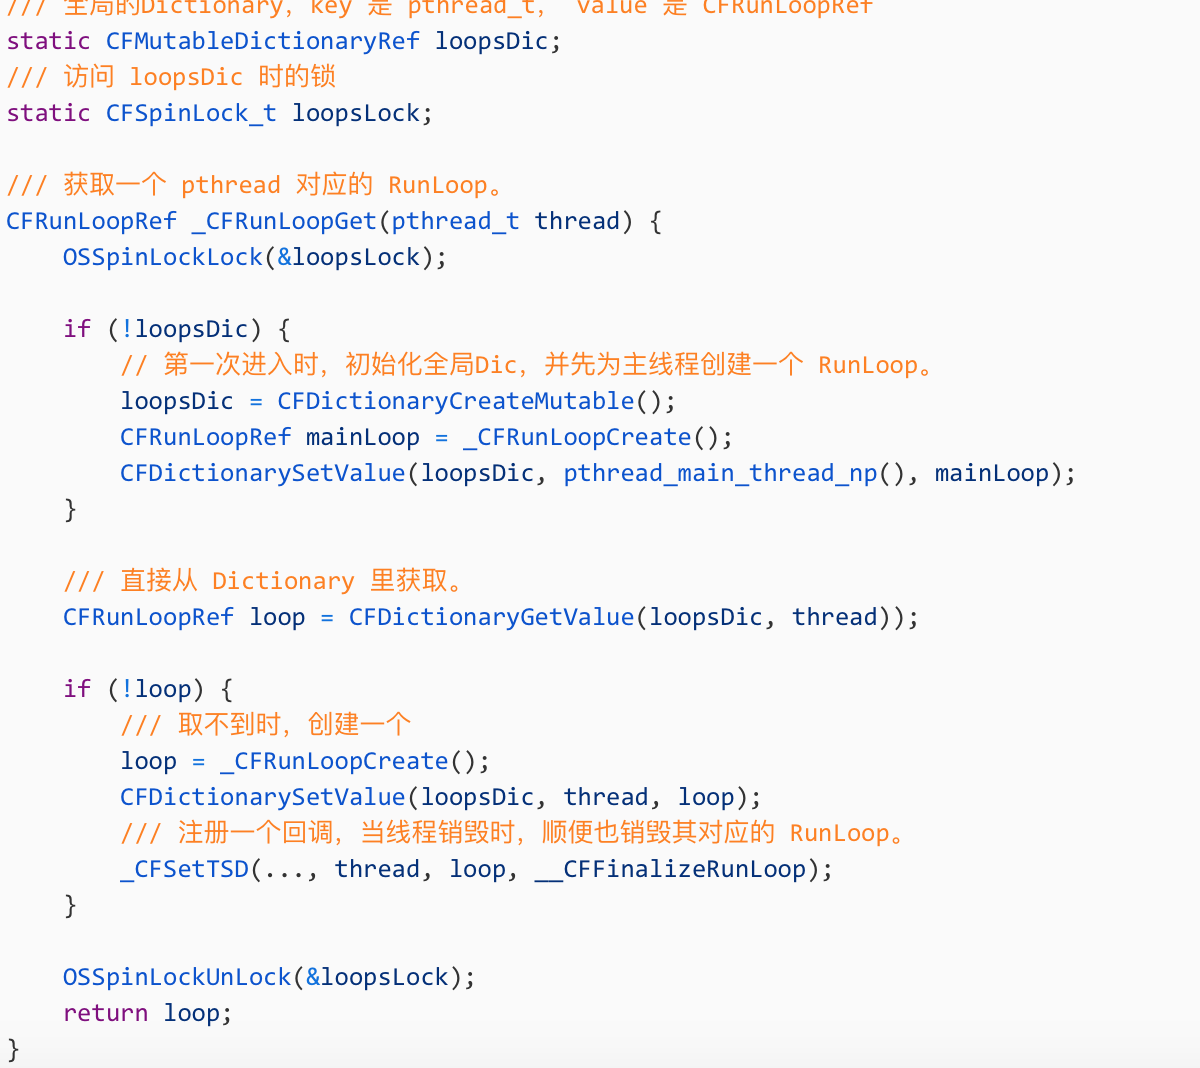 /// 全局的Dictionary，key 是 pthread_t， value 是 CFRunLoopRef
static CFMutableDictionaryRef loopsDic;
/// 访问 loopsDic 时的锁
static CFSpinLock_t loopsLock;
/// 获取一个 pthread 对应的 RunLoop。
CFRunLoopRef _CFRunLoopGet(pthread_t thread) {
    OSSpinLockLock(&loopsLock);
    if (!loopsDic) {
        // 第一次进入时，初始化全局Dic，并先为主线程创建一个 RunLoop。
        loopsDic = CFDictionaryCreateMutable();
        CFRunLoopRef mainLoop = _CFRunLoopCreate();
        CFDictionarySetValue(loopsDic, pthread_main_thread_np(), mainLoop);
    }
    /// 直接从 Dictionary 里获取。
    CFRunLoopRef loop = CFDictionaryGetValue(loopsDic, thread));
    if (!loop) {
        /// 取不到时，创建一个
        loop = _CFRunLoopCreate();
        CFDictionarySetValue(loopsDic, thread, loop);
        /// 注册一个回调，当线程销毁时，顺便也销毁其对应的 RunLoop。
        _CFSetTSD(..., thread, loop, __CFFinalizeRunLoop);
    }
    OSSpinLockUnLock(&loopsLock);
    return loop;
}